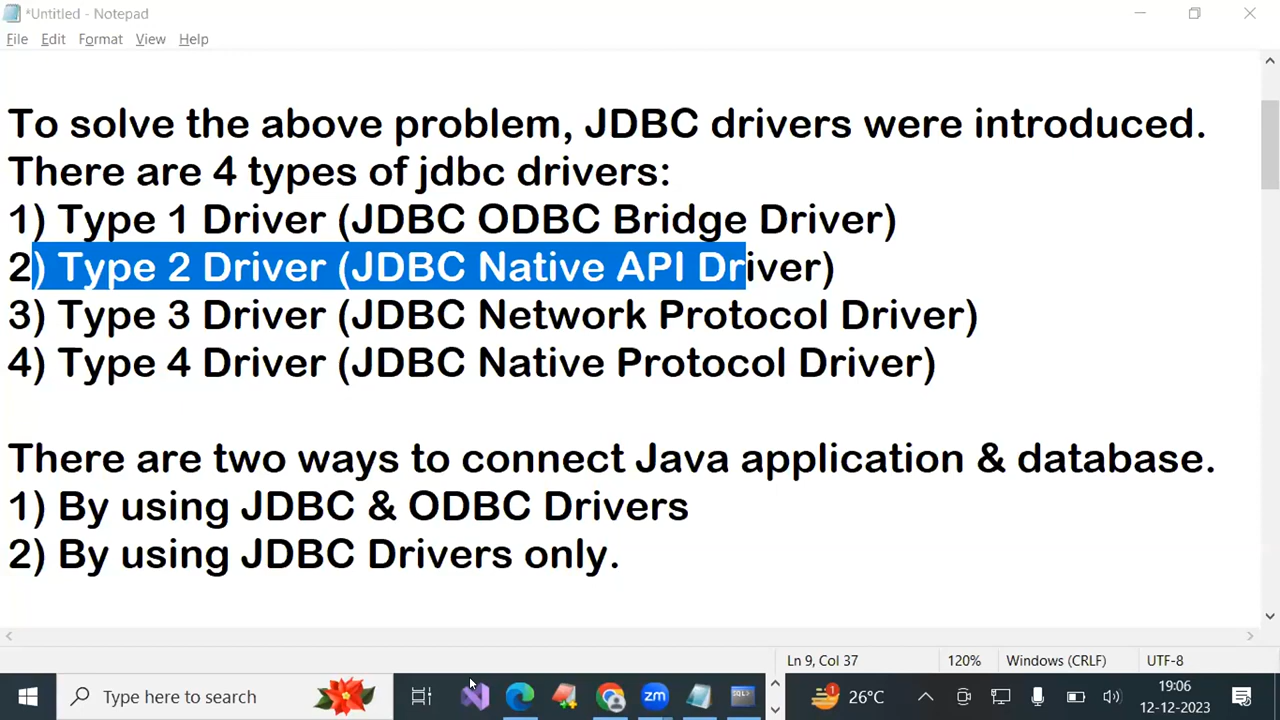 *Untitled - Notepad
File Edit Format View Help
To solve the above problem, JDBC drivers were introduced.
There are 4 types of jdbc drivers:
1) Type 1 Driver (JDBC ODBC Bridge Driver)
2) Type 2 Driver (JDBC Native API Driver)
3) Type 3 Driver (JDBC Network Protocol Driver)
4) Type 4 Driver (JDBC Native Protocol Driver)
There are two ways to connect Java application & database.
1) By using JDBC & ODBC Drivers
2) By using JDBC Drivers only.
Ln 9, Col 37 120% Windows (CRLF) UTF-8
Type here to search zm SQL> 1 26°C 19:06
12-12-2023